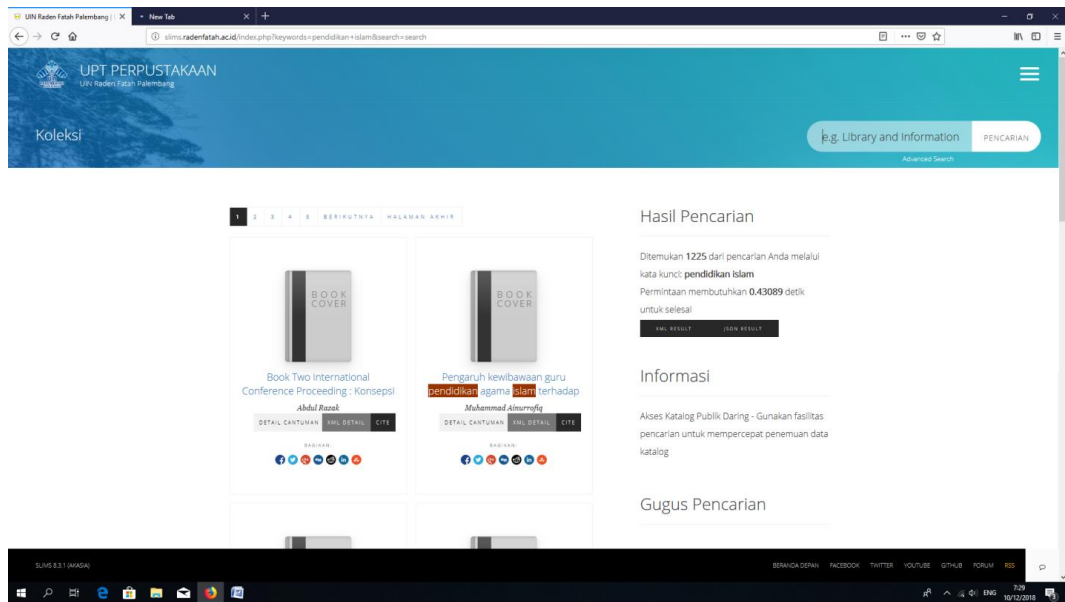 UIN Raden Fatah Palembang | |
New Tab
slims.radenfatah.ac.id/index.php?keywords=pendidikan+islam&search=search
UPT PERPUSTAKAAN
UIN Raden Fatah Palembang
Koleksi
e.g. Library and Information
PENCARIAN
Advanced Search
1 2 3 4 5 BERIKUTNYA HALAMAN AKHIR
BOOK COVER
Book Two International
Conference Proceeding : Konsepsi
Abdul Razak
DETAIL CANTUMAN XML DETAIL CITE
BAGIKAN:
BOOK COVER
Pengaruh kewibawaan guru
pendidikan agama islam terhadap
Muhammad Ainurrofiq
DETAIL CANTUMAN XML DETAIL CITE
BAGIKAN:
Hasil Pencarian
Ditemukan 1225 dari pencarian Anda melalui
kata kunci: pendidikan islam
Permintaan membutuhkan 0.43089 detik
untuk selesai
XML RESULT JSON RESULT
Informasi
Akses Katalog Publik Daring - Gunakan fasilitas
pencarian untuk mempercepat penemuan data
katalog
Gugus Pencarian
SLIMS 8.3.1 (AKASIA)
BERANDA DEPAN FACEBOOK TWITTER YOUTUBE GITHUB FORUM RSS
ENG
7:29
10/12/2018